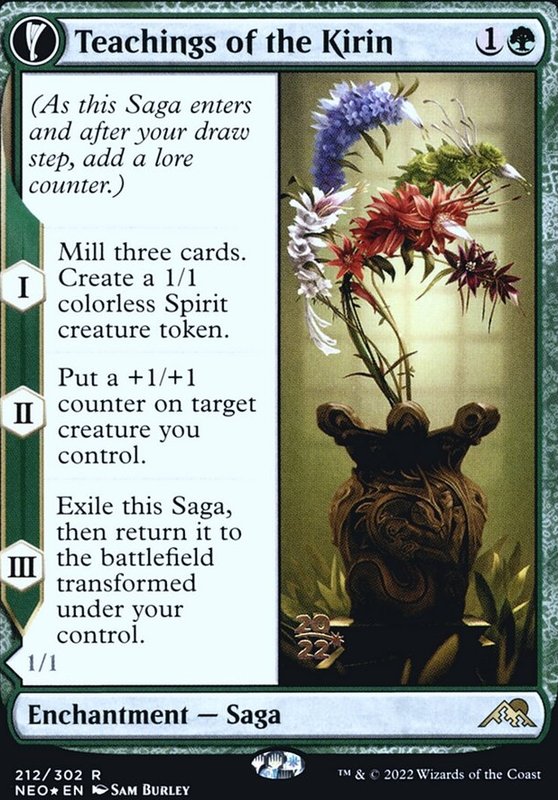 Teachings of the Kirin 1
(As this Saga enters
and after your draw
step, add a lore
counter.)
I
Mill three cards.
Create a 1/1
colorless Spirit
creature token.
II
Put a +1/+1
counter on target
creature you
control.
III
Exile this Saga,
then return it to
the battlefield
transformed
under your
control.
1/1
20
22
Enchantment — Saga
212/302 R
NEO★EN Sam Burley
™ & © 2022 Wizards of the Coast